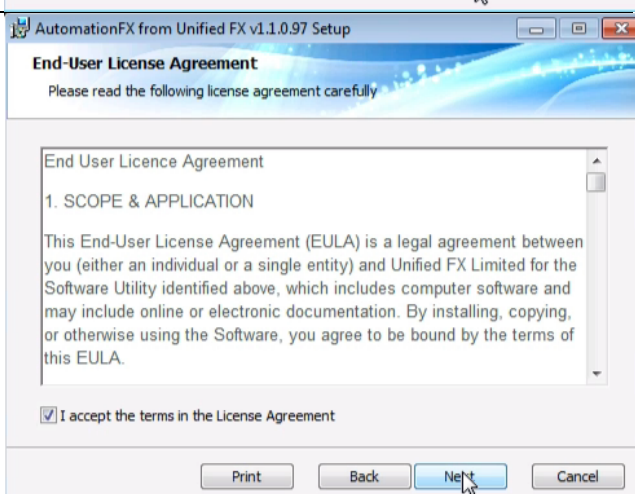 AutomationFX from Unified FX v1.1.0.97 Setup
End-User License Agreement
Please read the following license agreement carefully
End User Licence Agreement
1. SCOPE & APPLICATION
This End-User License Agreement (EULA) is a legal agreement between
you (either an individual or a single entity) and Unified FX Limited for the
Software Utility identified above, which includes computer software and
may include online or electronic documentation. By installing, copying,
or otherwise using the Software, you agree to be bound by the terms of
this EULA.
I accept the terms in the License Agreement
Print Back Next Cancel